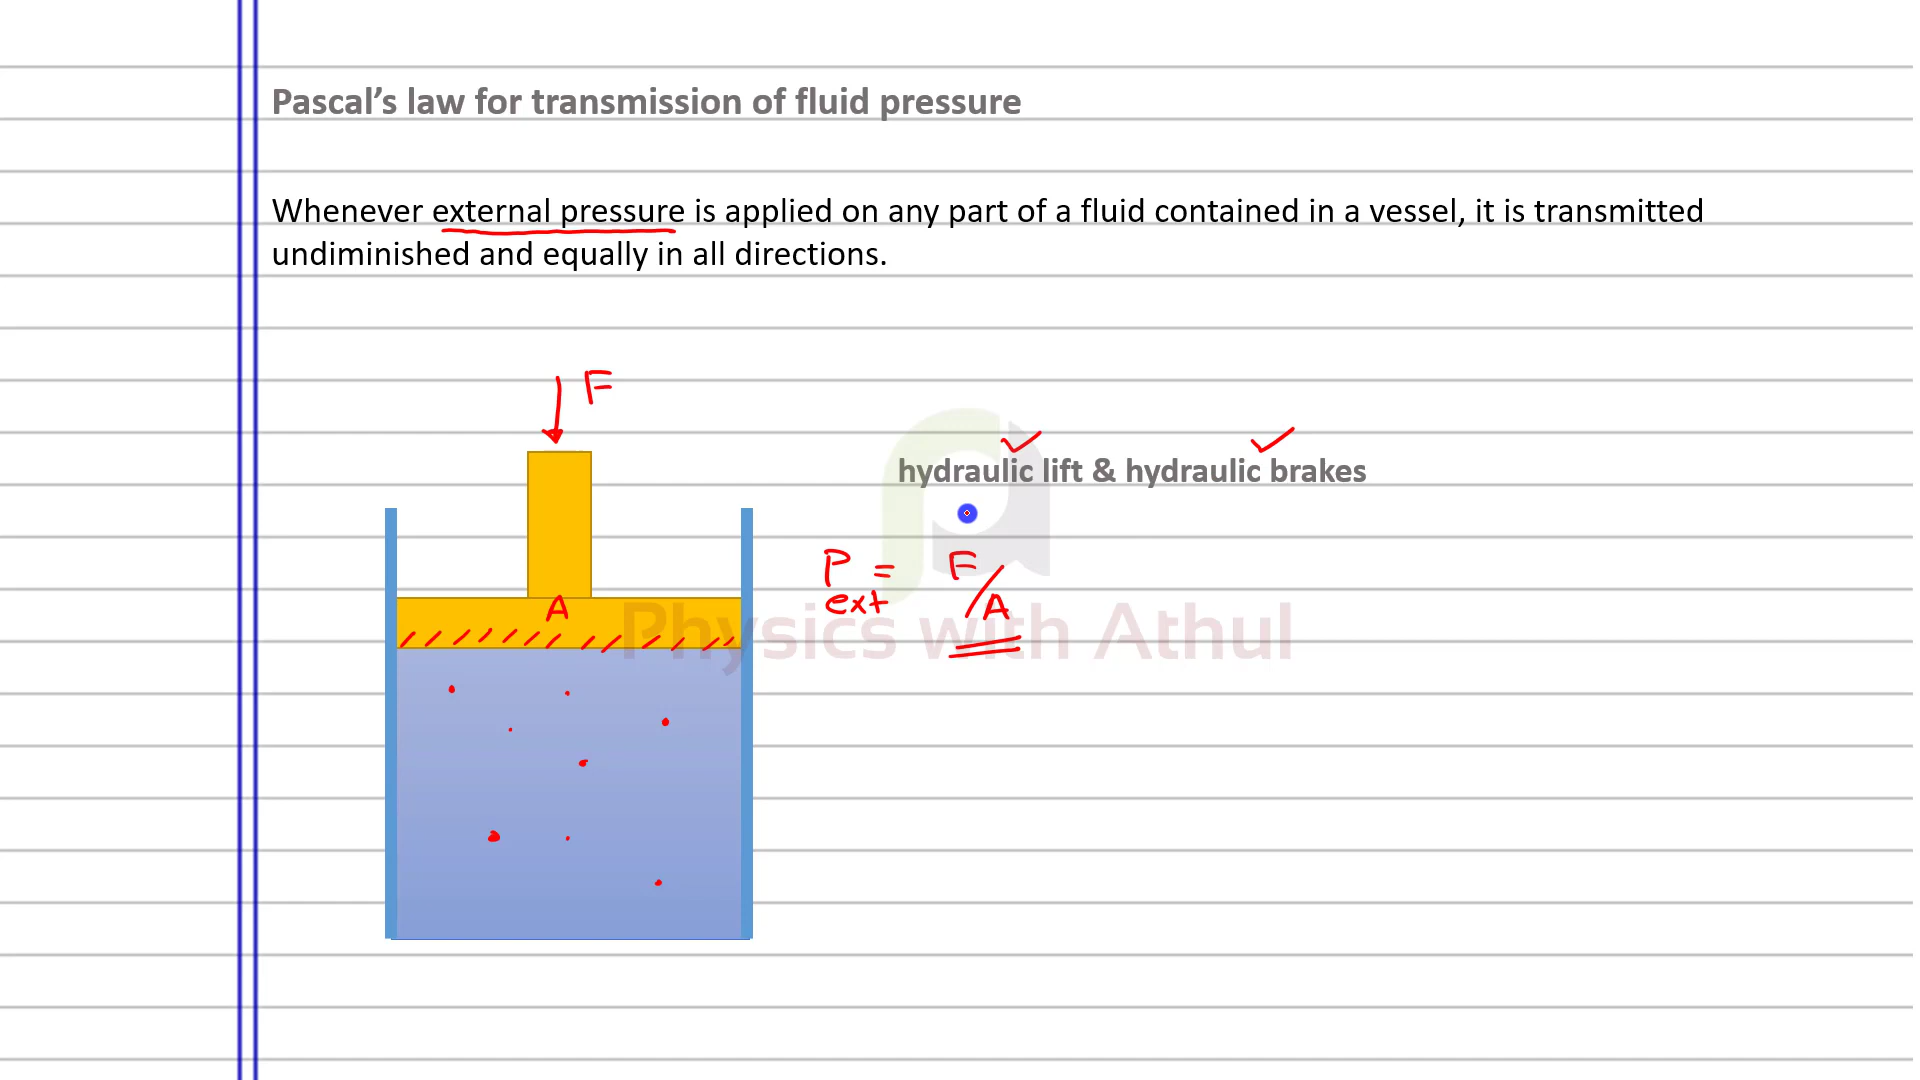 Pascal’s law for transmission of fluid pressure
Whenever external pressure is applied on any part of a fluid contained in a vessel, it is transmitted
undiminished and equally in all directions.
F
hydraulic lift & hydraulic brakes
P = F/A
ext
A
Physics with Athul